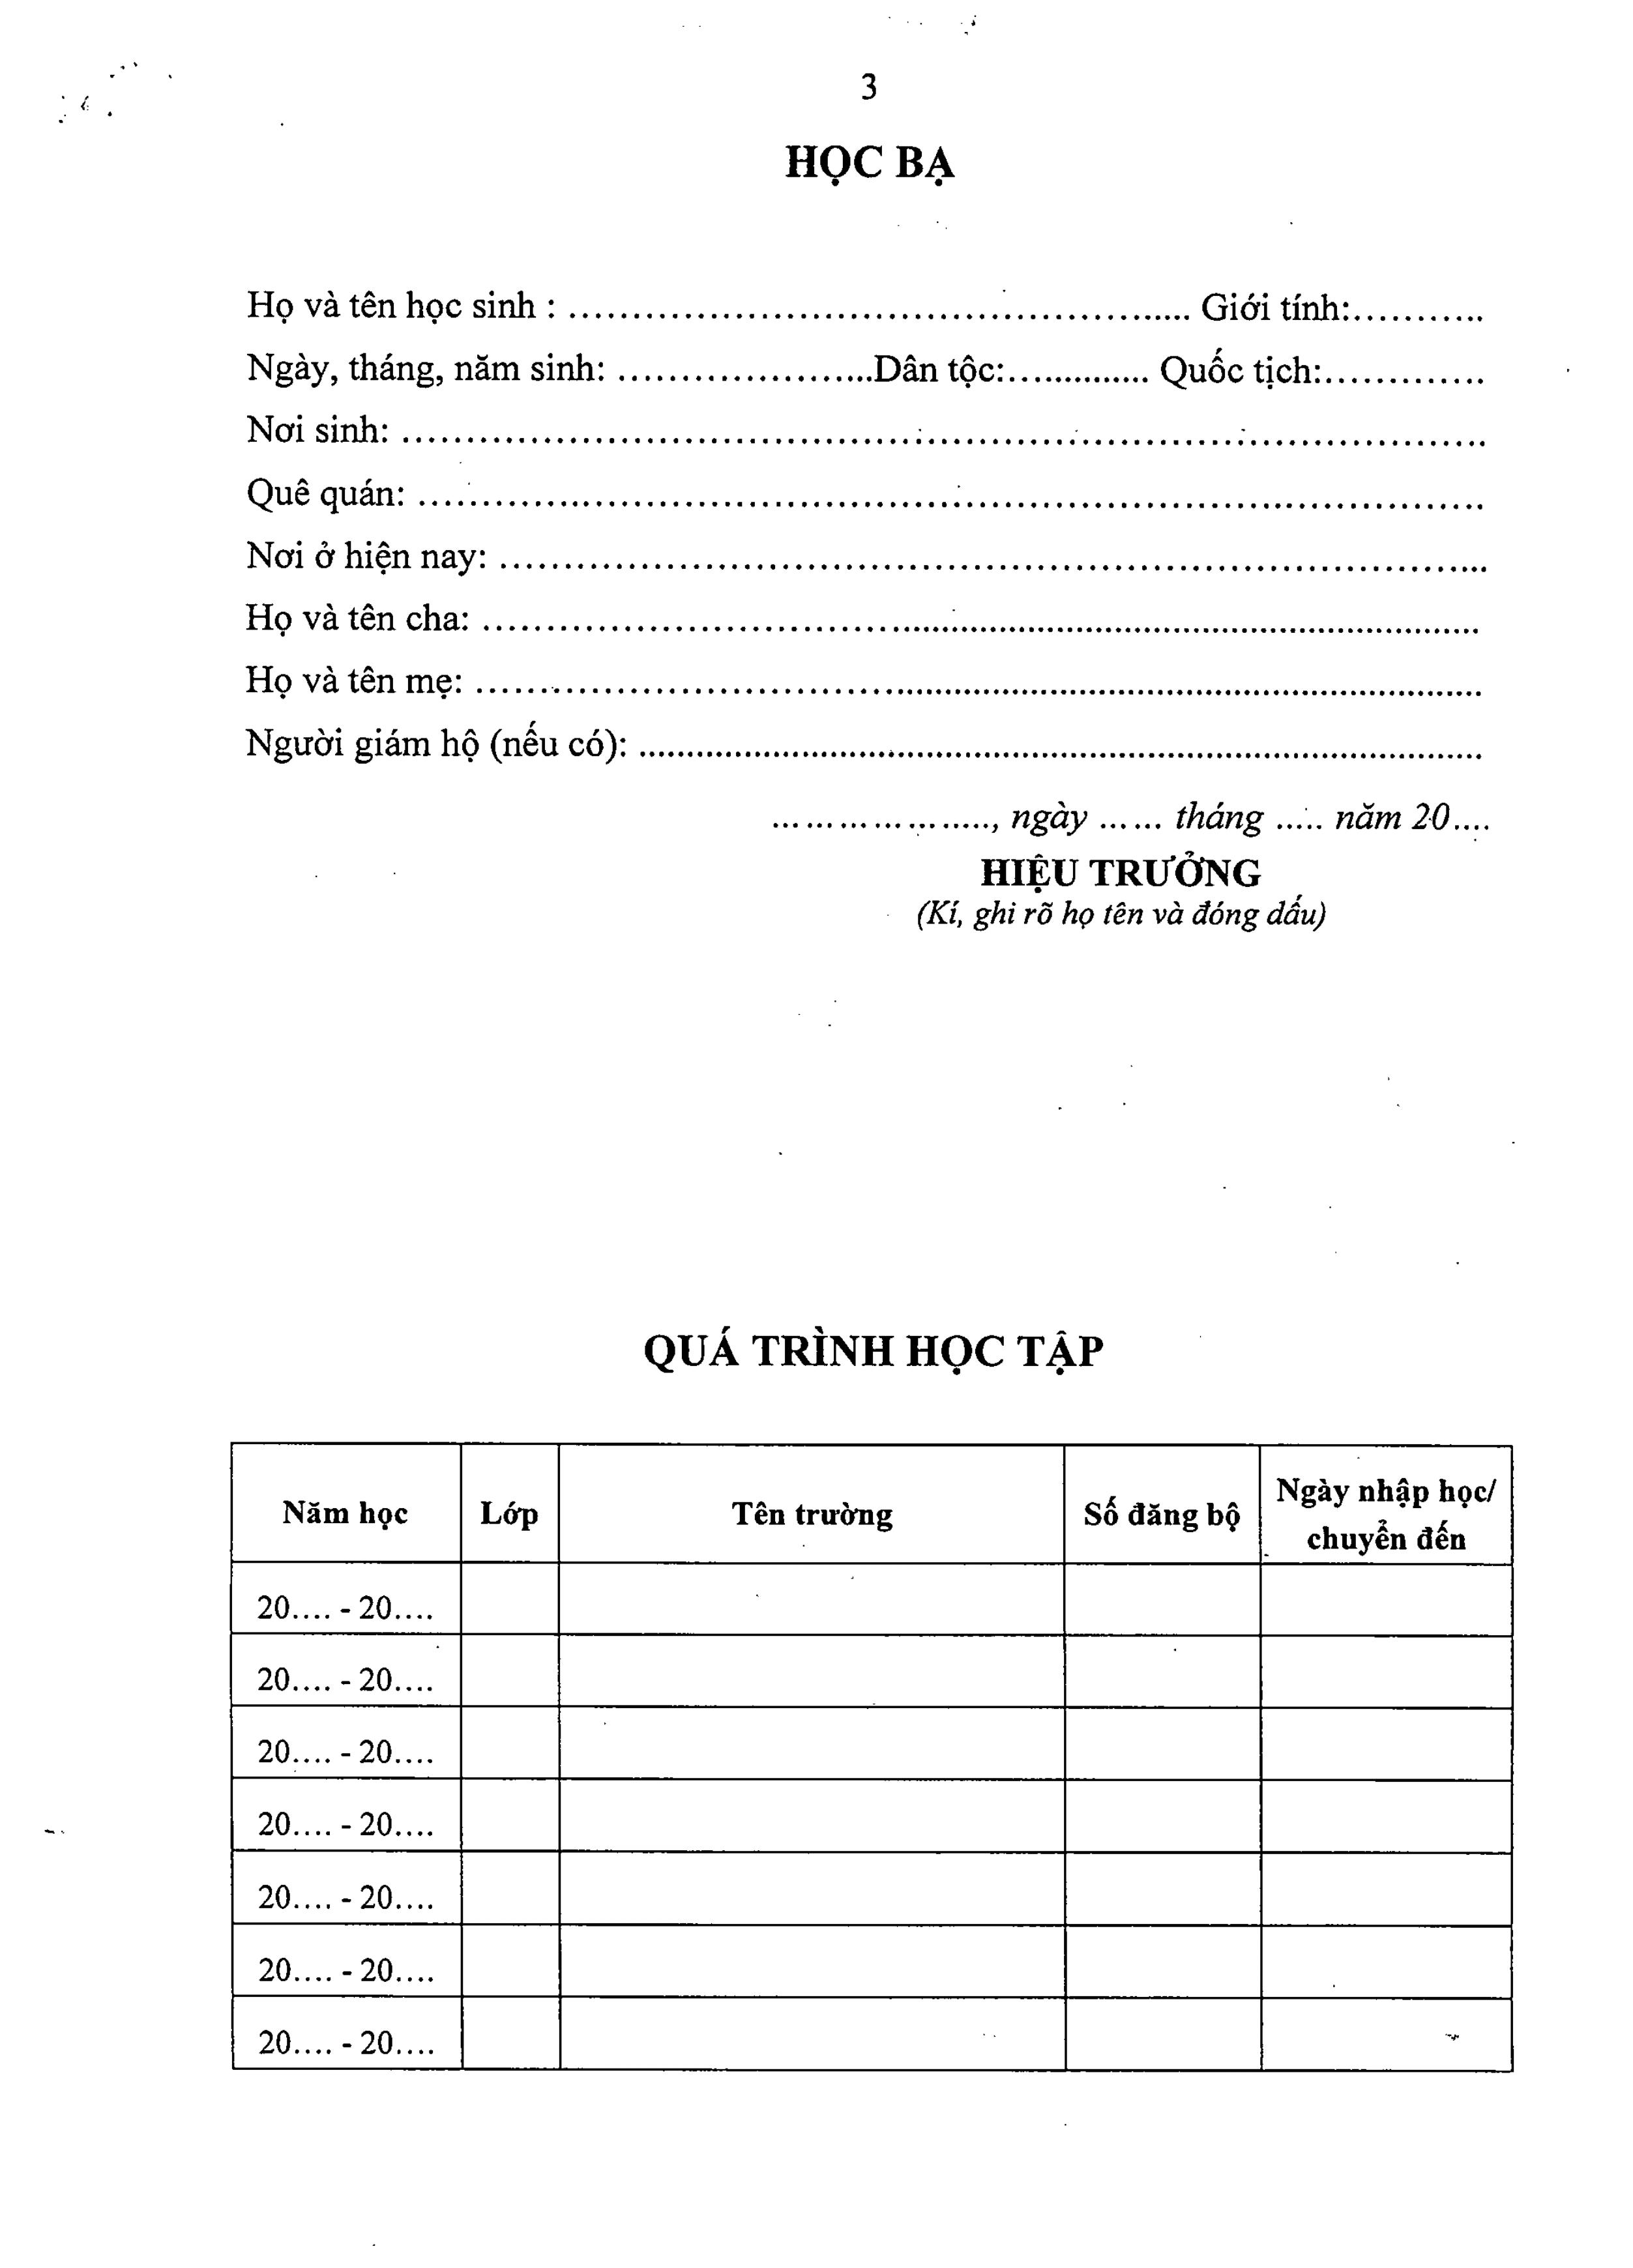 3
HỌC BẠ
Họ và tên học sinh : .................................................. Giới tính:...........
Ngày, tháng, năm sinh: .....................Dân tộc:.............. Quốc tịch:.............
Nơi sinh: ....................................................................................
Quê quán: ...................................................................................
Nơi ở hiện nay: .............................................................................
Họ và tên cha: ..............................................................................
Họ và tên mẹ: ...............................................................................
Người giám hộ (nếu có): .....................................................................
....................., ngày ...... tháng ..... năm 20....
HIỆU TRƯỞNG
(Kí, ghi rõ họ tên và đóng dấu)
QUÁ TRÌNH HỌC TẬP
Năm học Lớp Tên trường Số đăng bộ Ngày nhập học/
chuyển đến
20.... - 20....
20.... - 20....
20.... - 20....
20.... - 20....
20.... - 20....
20.... - 20....
20.... - 20....